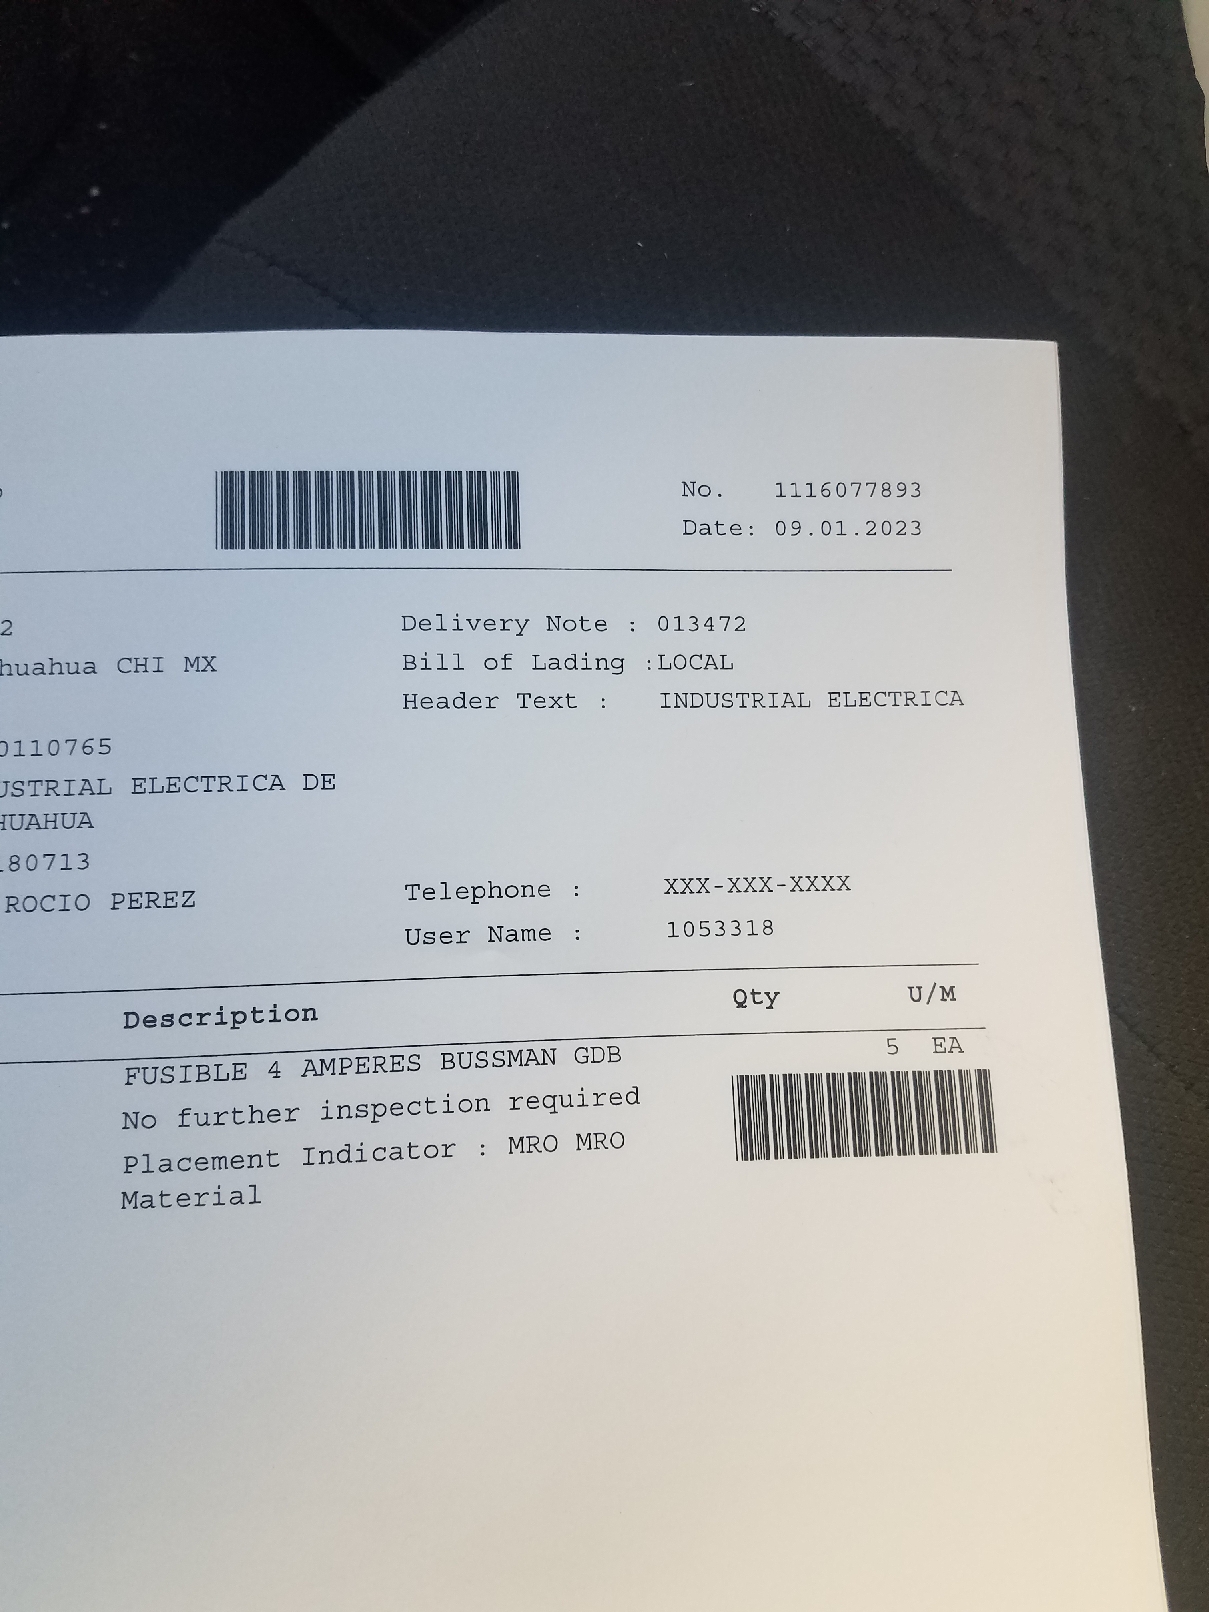 No. 1116077893
Date: 09.01.2023
2
Delivery Note : 013472
huahua CHI MX
Bill of Lading :LOCAL
Header Text : INDUSTRIAL ELECTRICA
0110765
USTRIAL ELECTRICA DE
HUAHUA
180713
ROCIO PEREZ
Telephone : XXX-XXX-XXXX
User Name : 1053318
Description Qty U/M
FUSIBLE 4 AMPERES BUSSMAN GDB 5 EA
No further inspection required
Placement Indicator : MRO MRO
Material